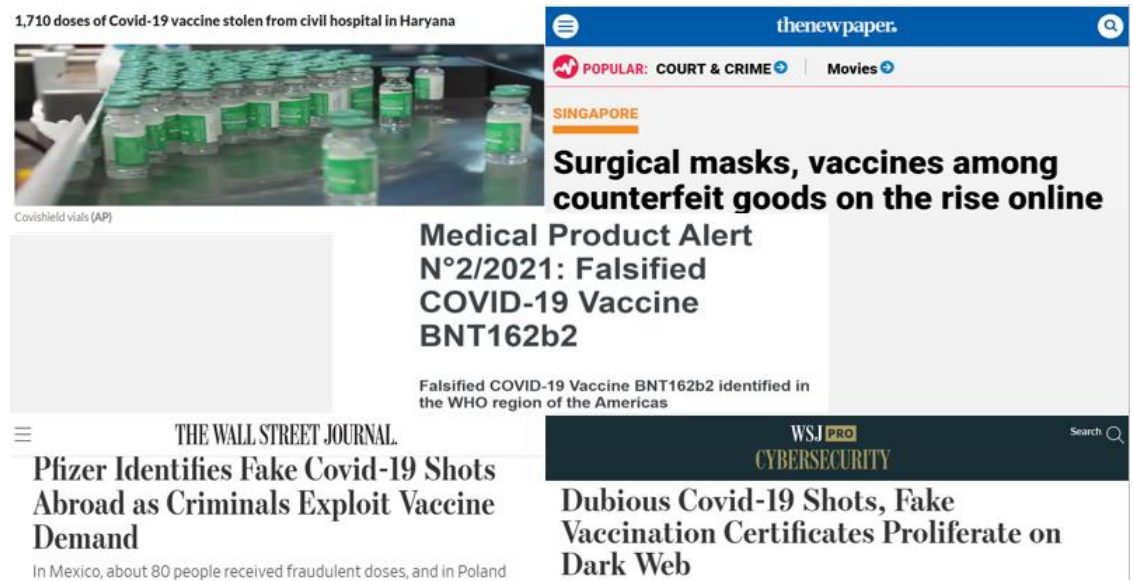 1,710 doses of Covid-19 vaccine stolen from civil hospital in Haryana
Covishield vials (AP)
thenewpaper.
POPULAR: COURT & CRIME
Movies
SINGAPORE
Surgical masks, vaccines among
counterfeit goods on the rise online
Medical Product Alert
N°2/2021: Falsified
COVID-19 Vaccine
BNT162b2
Falsified COVID-19 Vaccine BNT162b2 identified in
the WHO region of the Americas
THE WALL STREET JOURNAL.
Pfizer Identifies Fake Covid-19 Shots
Abroad as Criminals Exploit Vaccine
Demand
In Mexico, about 80 people received fraudulent doses, and in Poland
WSJ PRO
CYBERSECURITY
Search
Dubious Covid-19 Shots, Fake
Vaccination Certificates Proliferate on
Dark Web